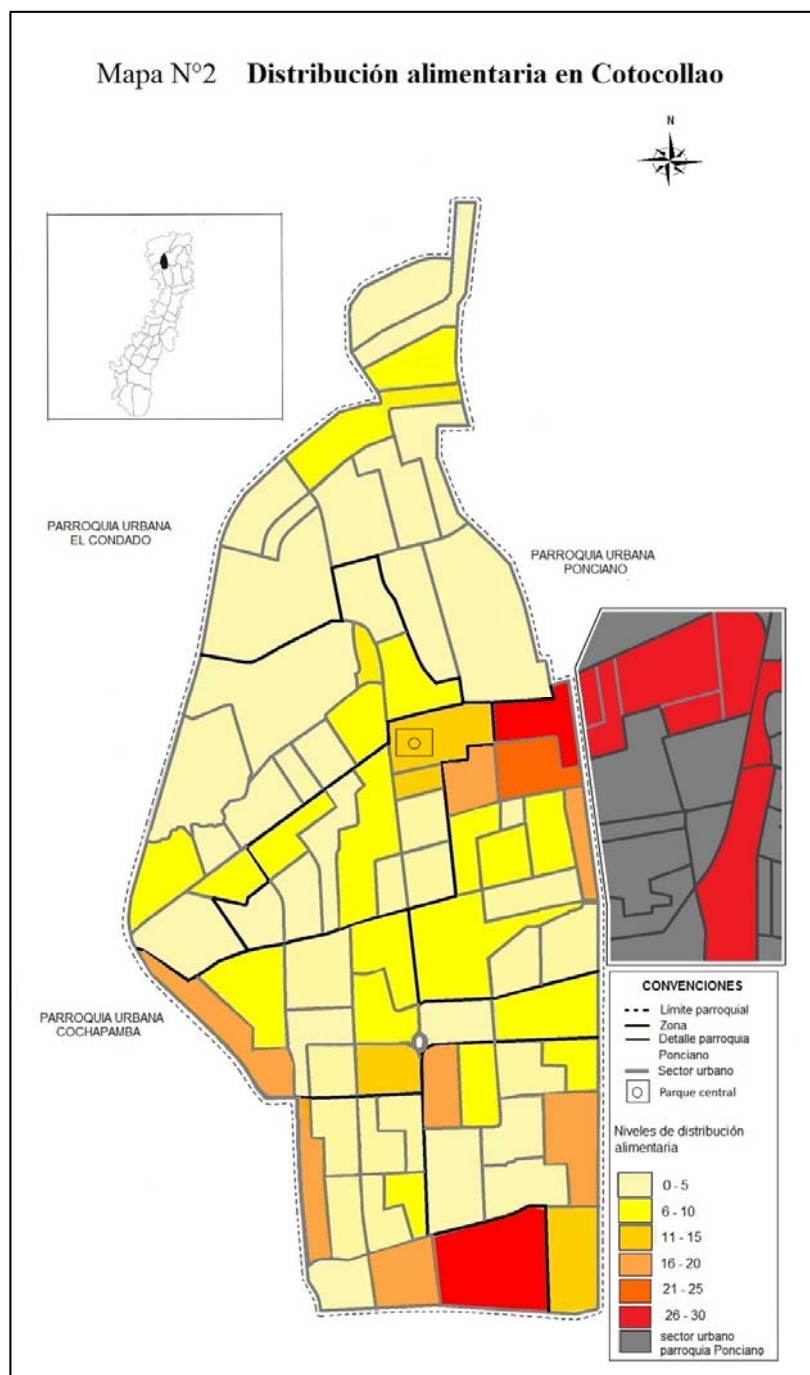 Mapa N°2 Distribución alimentaria en Cotocollao
N
PARROQUIA URBANA
EL CONDADO
PARROQUIA URBANA
PONCIANO
PARROQUIA URBANA
COCHAPAMBA
CONVENCIONES
Límite parroquial
Zona
Detalle parroquia
Ponciano
Sector urbano
Parque central
Niveles de distribución
alimentaria
0 - 5
6 - 10
11 - 15
16 - 20
21 - 25
26 - 30
sector urbano
parroquia Ponciano